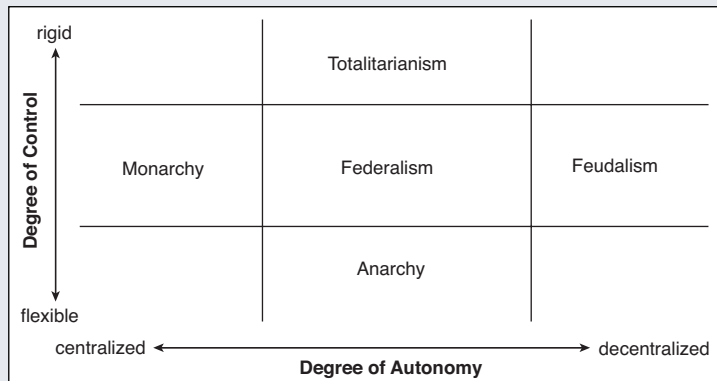 rigid
Totalitarianism
Degree of Control
Monarchy
Federalism
Feudalism
Anarchy
flexible
centralized
decentralized
Degree of Autonomy